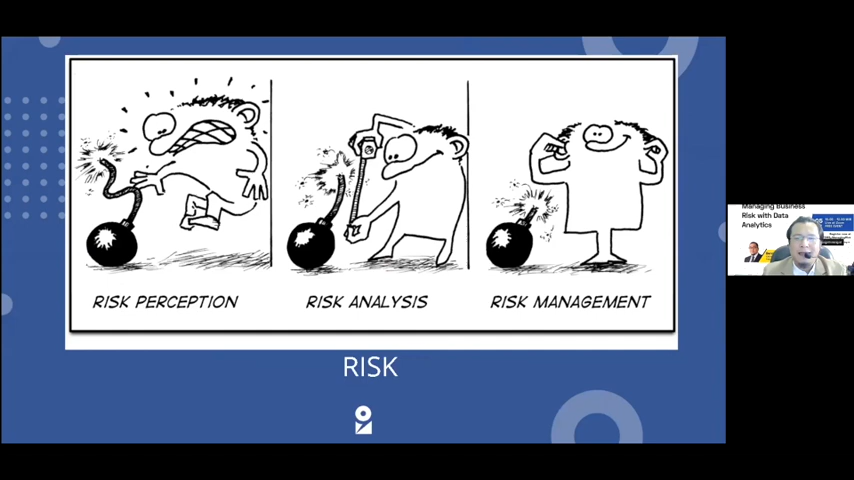 RISK PERCEPTION
RISK ANALYSIS
RISK MANAGEMENT
RISK
Managing Business
Risk with Data
Analytics